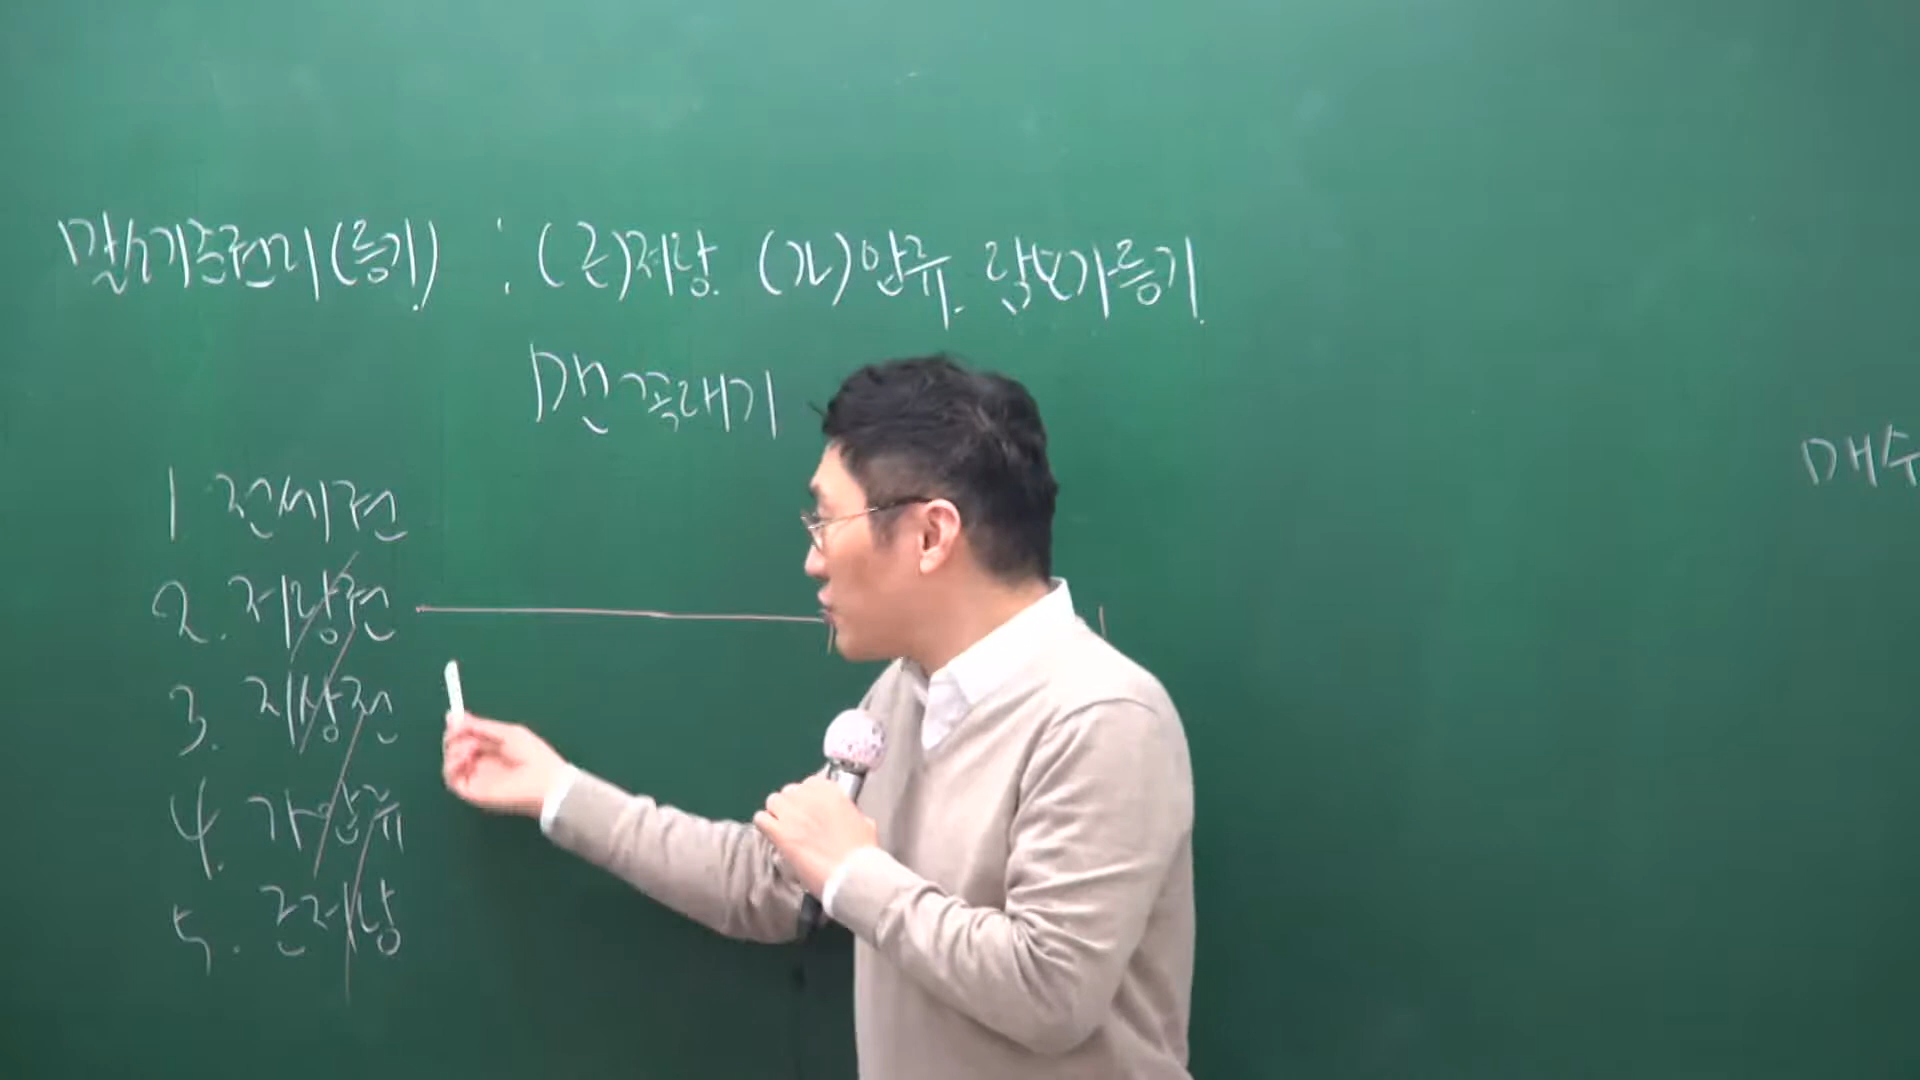 말소기준권리(등기) : (근)저당. (가)압류. 담보가등기.
맨꼭대기
매수
1 전세권
2. 저당권
3. 지상권
4. 가압류
5. 근저당